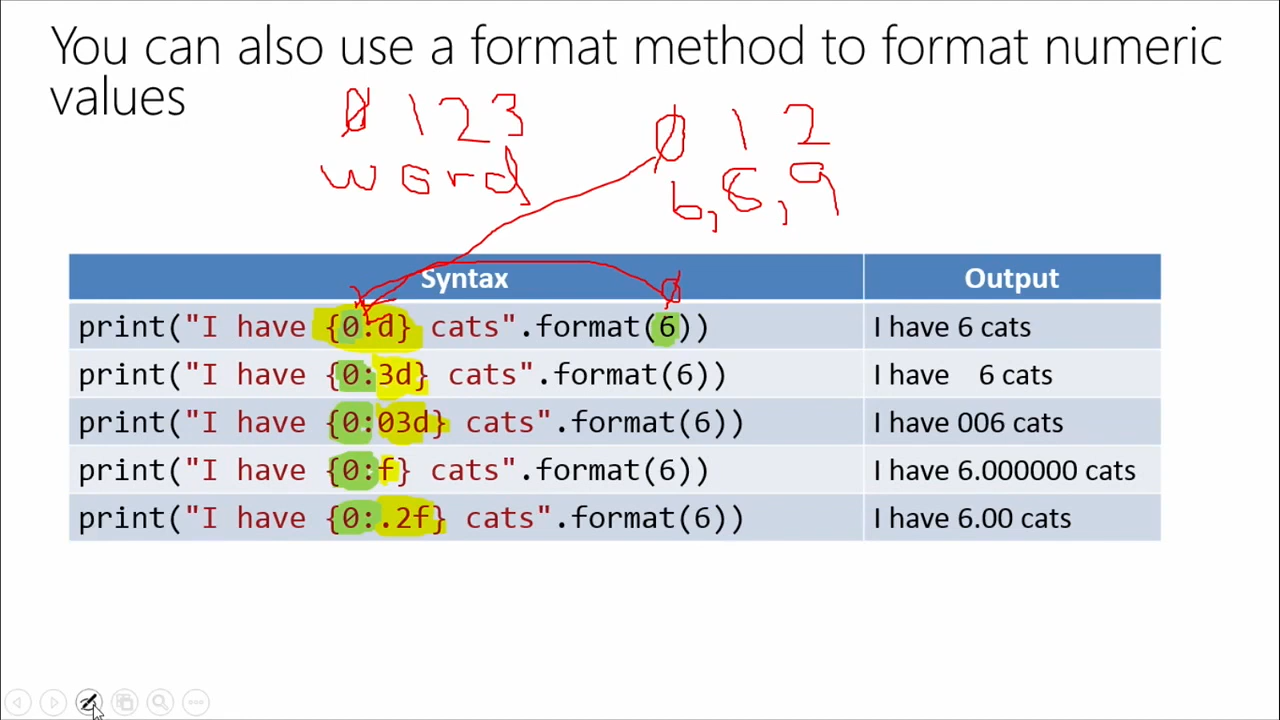 You can also use a format method to format numeric
values
0 1 2 3
word
0 1 2
6, 8, 9
Syntax Output
0
print("I have {0:d} cats".format(6)) I have 6 cats
print("I have {0:3d} cats".format(6)) I have   6 cats
print("I have {0:03d} cats".format(6)) I have 006 cats
print("I have {0:f} cats".format(6)) I have 6.000000 cats
print("I have {0:.2f} cats".format(6)) I have 6.00 cats